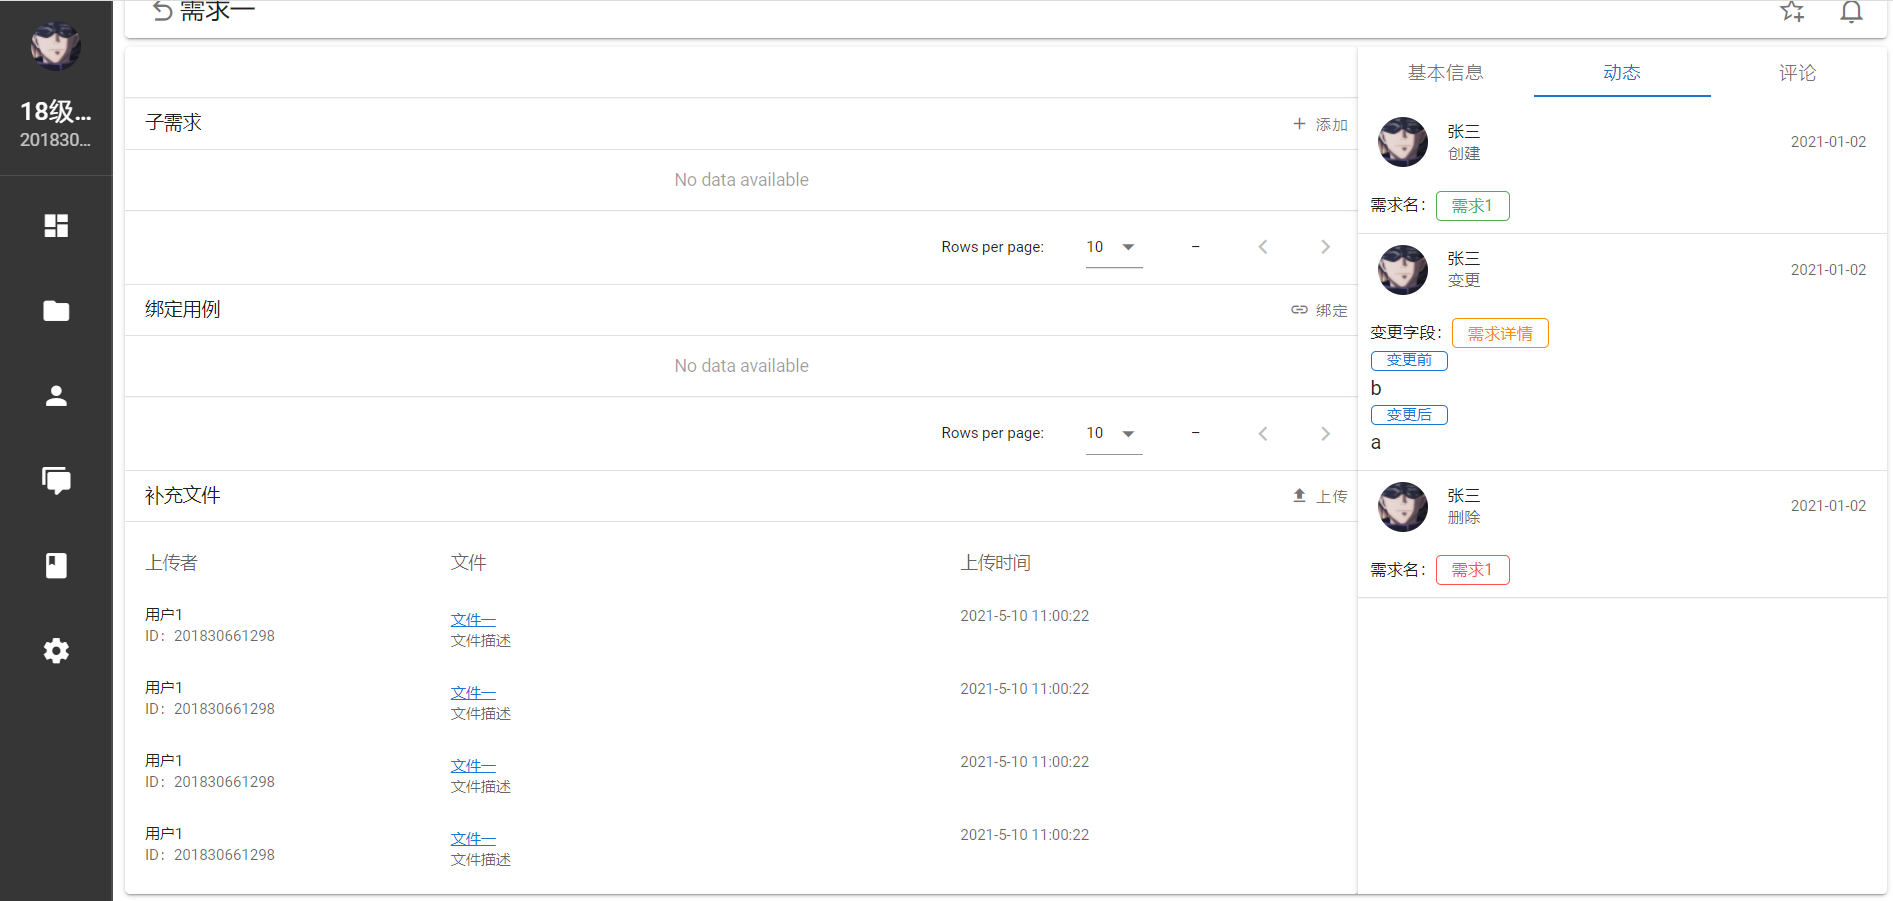 18级...
201830...
需求一
子需求
添加
No data available
Rows per page: 10 –
绑定用例
绑定
No data available
Rows per page: 10 –
补充文件
上传
上传者 文件 上传时间
用户1
ID：201830661298
文件一
文件描述
2021-5-10 11:00:22
用户1
ID：201830661298
文件一
文件描述
2021-5-10 11:00:22
用户1
ID：201830661298
文件一
文件描述
2021-5-10 11:00:22
用户1
ID：201830661298
文件一
文件描述
2021-5-10 11:00:22
基本信息 动态 评论
张三
创建
2021-01-02
需求名： 需求1
张三
变更
2021-01-02
变更字段： 需求详情
变更前
b
变更后
a
张三
删除
2021-01-02
需求名： 需求1